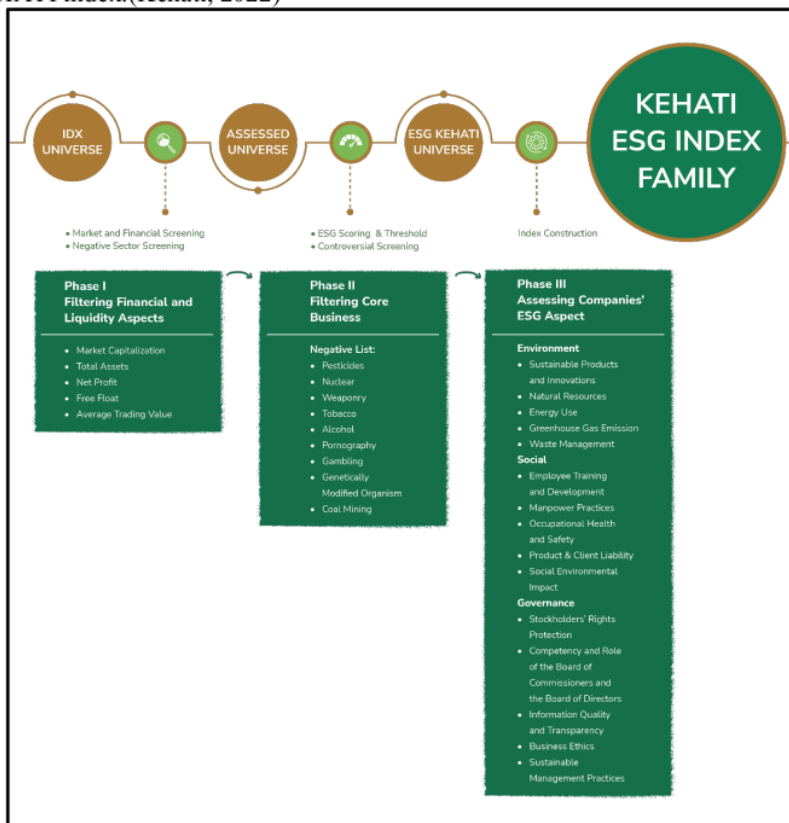 (Kehati, 2022)
IDX
UNIVERSE
ASSESSED
UNIVERSE
ESG KEHATI
UNIVERSE
KEHATI
ESG INDEX
FAMILY
• Market and Financial Screening
• Negative Sector Screening
• ESG Scoring & Threshold
• Controversial Screening
Index Construction
Phase I
Filtering Financial and
Liquidity Aspects
• Market Capitalization
• Total Assets
• Net Profit
• Free Float
• Average Trading Value
Phase II
Filtering Core
Business
Negative List:
• Pesticides
• Nuclear
• Weaponry
• Tobacco
• Alcohol
• Pornography
• Gambling
• Genetically
Modified Organism
• Coal Mining
Phase III
Assessing Companies'
ESG Aspect
Environment
• Sustainable Products
and Innovations
• Natural Resources
• Energy Use
• Greenhouse Gas Emission
• Waste Management
Social
• Employee Training
and Development
• Manpower Practices
• Occupational Health
and Safety
• Product & Client Liability
• Social Environmental
Impact
Governance
• Stockholders' Rights
Protection
• Competency and Role
of the Board of
Commissioners and
the Board of Directors
• Information Quality
and Transparency
• Business Ethics
• Sustainable
Management Practices